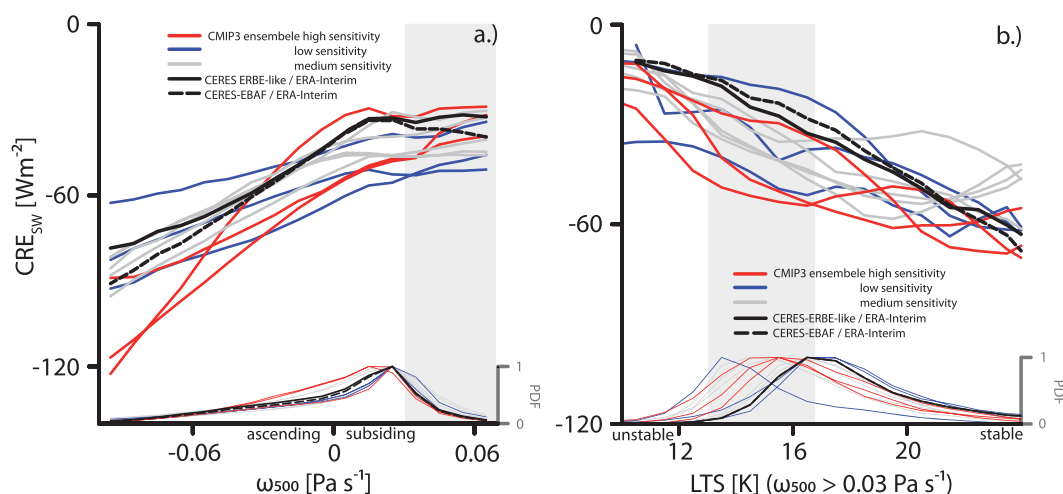 0
-60
-120
CRE SW [Wm-2]
a.)
CMIP3 ensembele high sensitivity
low sensitivity
medium sensitivity
CERES ERBE-like / ERA-Interim
CERES-EBAF / ERA-Interim
1
0
PDF
ascending
subsiding
-0.06
0
0.06
ω500 [Pa s-1]
0
-60
-120
b.)
CMIP3 ensembele high sensitivity
low sensitivity
medium sensitivity
CERES-ERBE-like / ERA-Interim
CERES-EBAF / ERA-Interim
1
0
PDF
unstable
stable
12
16
20
LTS [K] (ω500 > 0.03 Pa s-1)